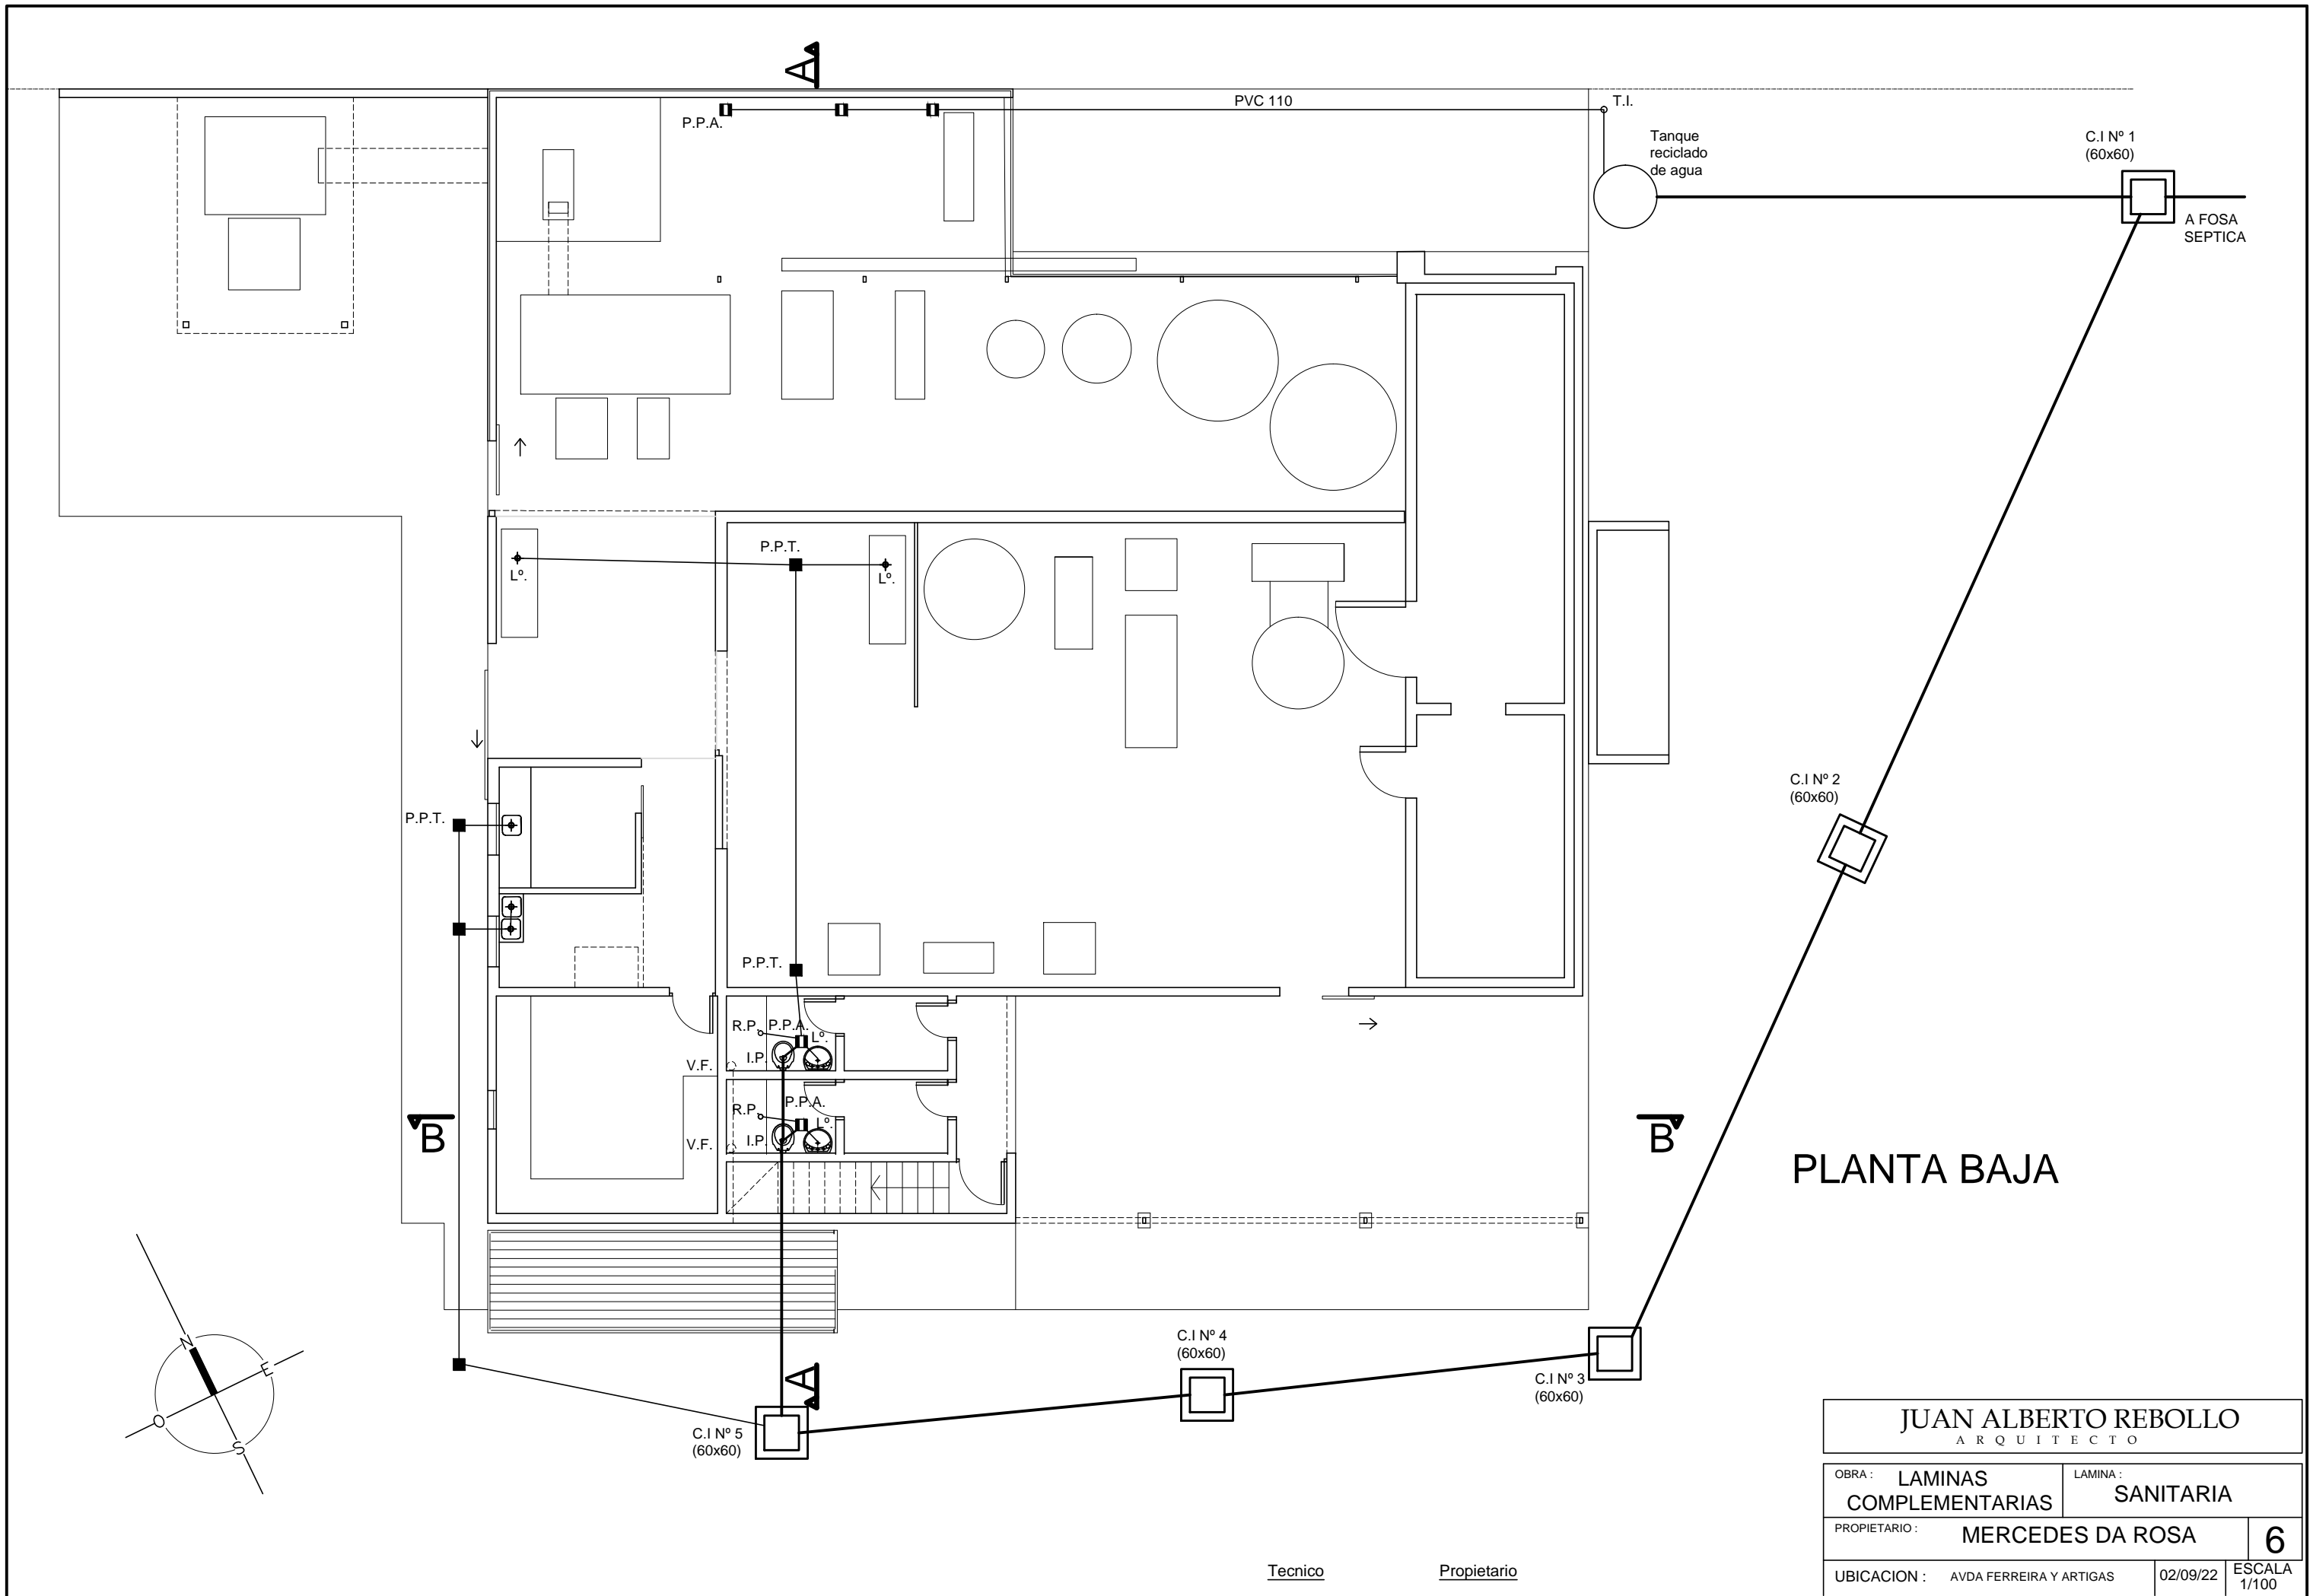 A
PVC 110
T.I.
P.P.A.
Tanque
reciclado
de agua
C.I Nº 1
(60x60)
A FOSA
SEPTICA
P.P.T.
Lº.
Lº.
C.I Nº 2
(60x60)
P.P.T.
P.P.T.
R.P.
P.P.A.
Lº.
I.P.
V.F.
P.P.A.
R.P.
Lº.
I.P.
V.F.
B
B
PLANTA BAJA
N
E
O
S
A
C.I Nº 4
(60x60)
C.I Nº 3
(60x60)
C.I Nº 5
(60x60)
JUAN ALBERTO REBOLLO
ARQUITECTO
OBRA : LAMINAS
COMPLEMENTARIAS
LAMINA :
SANITARIA
PROPIETARIO : MERCEDES DA ROSA
6
UBICACION : AVDA FERREIRA Y ARTIGAS
02/09/22
ESCALA
1/100
Tecnico
Propietario